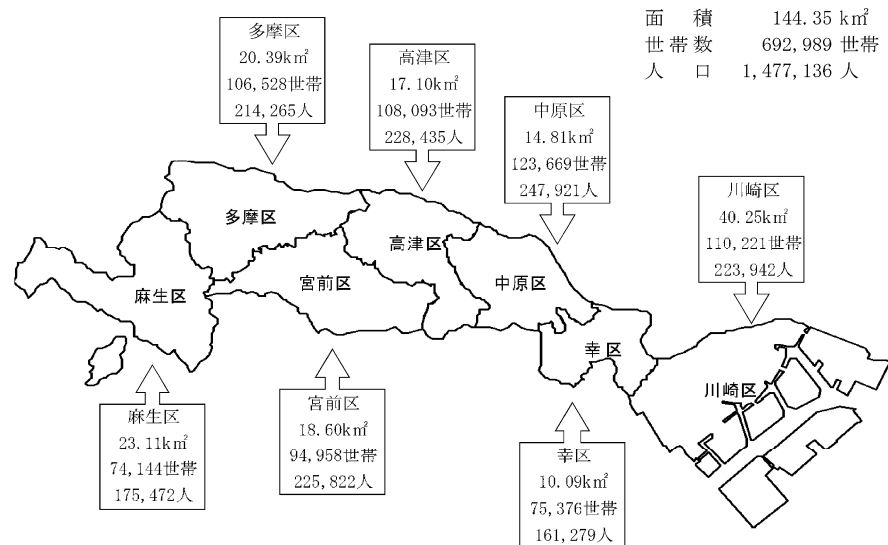 面積 144.35 k㎡
世帯数 692,989 世帯
人口 1,477,136 人
多摩区
20.39k㎡
106,528世帯
214,265人
高津区
17.10k㎡
108,093世帯
228,435人
中原区
14.81k㎡
123,669世帯
247,921人
川崎区
40.25k㎡
110,221世帯
223,942人
多摩区
高津区
中原区
宮前区
麻生区
幸区
川崎区
麻生区
23.11k㎡
74,144世帯
175,472人
宮前区
18.60k㎡
94,958世帯
225,822人
幸区
10.09k㎡
75,376世帯
161,279人